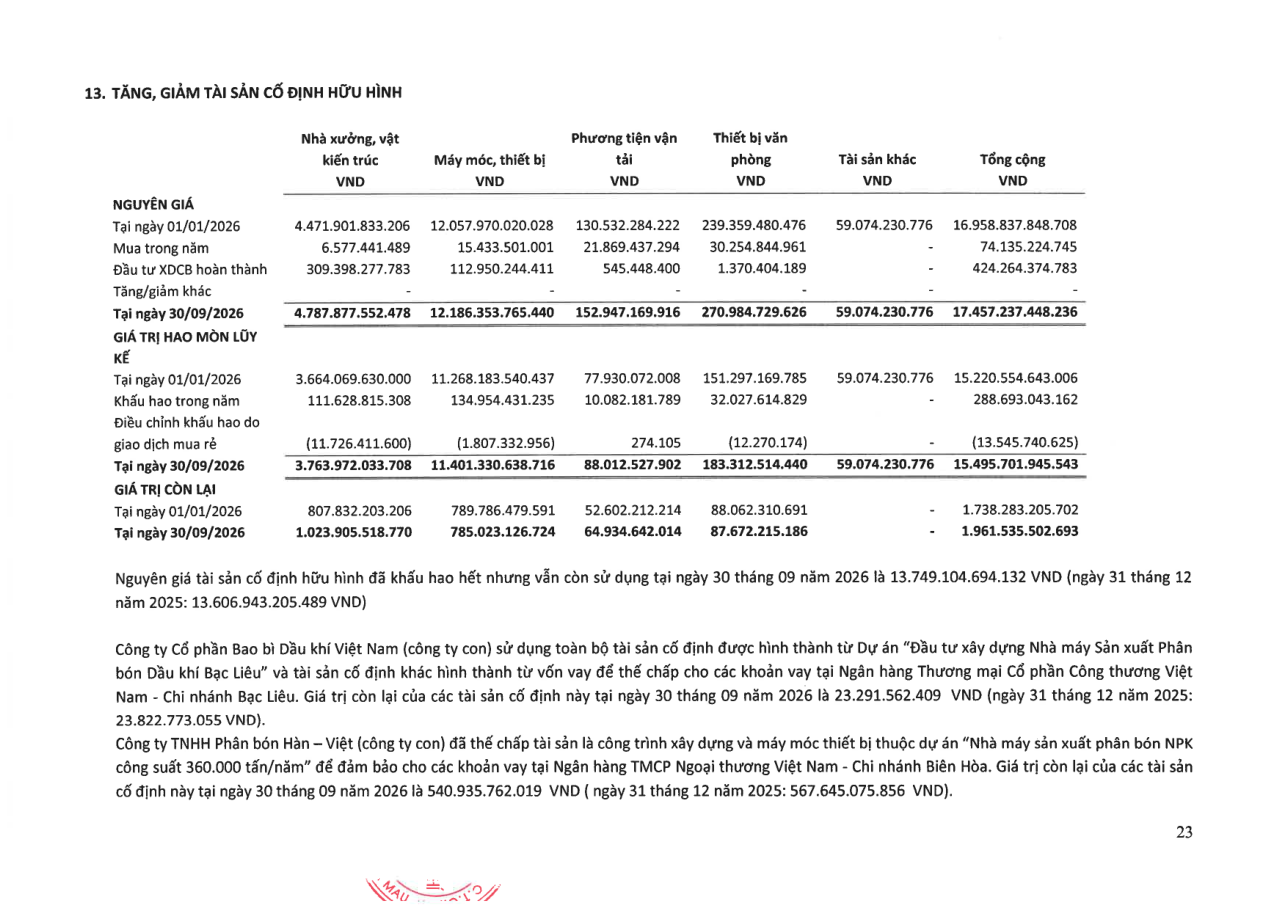 13. TĂNG, GIẢM TÀI SẢN CỐ ĐỊNH HỮU HÌNH
Nhà xưởng, vật kiến trúc Máy móc, thiết bị Phương tiện vận tải Thiết bị văn phòng Tài sản khác Tổng cộng
VND VND VND VND VND VND
NGUYÊN GIÁ
Tại ngày 01/01/2026 4.471.901.833.206 12.057.970.020.028 130.532.284.222 239.359.480.476 59.074.230.776 16.958.837.848.708
Mua trong năm 6.577.441.489 15.433.501.001 21.869.437.294 30.254.844.961 - 74.135.224.745
Đầu tư XDCB hoàn thành 309.398.277.783 112.950.244.411 545.448.400 1.370.404.189 - 424.264.374.783
Tăng/giảm khác - - - - - -
Tại ngày 30/09/2026 4.787.877.552.478 12.186.353.765.440 152.947.169.916 270.984.729.626 59.074.230.776 17.457.237.448.236
GIÁ TRỊ HAO MÒN LŨY
KẾ
Tại ngày 01/01/2026 3.664.069.630.000 11.268.183.540.437 77.930.072.008 151.297.169.785 59.074.230.776 15.220.554.643.006
Khấu hao trong năm 111.628.815.308 134.954.431.235 10.082.181.789 32.027.614.829 - 288.693.043.162
Điều chỉnh khấu hao do
giao dịch mua rẻ (11.726.411.600) (1.807.332.956) 274.105 (12.270.174) - (13.545.740.625)
Tại ngày 30/09/2026 3.763.972.033.708 11.401.330.638.716 88.012.527.902 183.312.514.440 59.074.230.776 15.495.701.945.543
GIÁ TRỊ CÒN LẠI
Tại ngày 01/01/2026 807.832.203.206 789.786.479.591 52.602.212.214 88.062.310.691 - 1.738.283.205.702
Tại ngày 30/09/2026 1.023.905.518.770 785.023.126.724 64.934.642.014 87.672.215.186 - 1.961.535.502.693
Nguyên giá tài sản cố định hữu hình đã khấu hao hết nhưng vẫn còn sử dụng tại ngày 30 tháng 09 năm 2026 là 13.749.104.694.132 VND (ngày 31 tháng 12
năm 2025: 13.606.943.205.489 VND)
Công ty Cổ phần Bao bì Dầu khí Việt Nam (công ty con) sử dụng toàn bộ tài sản cố định được hình thành từ Dự án “Đầu tư xây dựng Nhà máy Sản xuất Phân
bón Dầu khí Bạc Liêu” và tài sản cố định khác hình thành từ vốn vay để thế chấp cho các khoản vay tại Ngân hàng Thương mại Cổ phần Công thương Việt
Nam - Chi nhánh Bạc Liêu. Giá trị còn lại của các tài sản cố định này tại ngày 30 tháng 09 năm 2026 là 23.291.562.409 VND (ngày 31 tháng 12 năm 2025:
23.822.773.055 VND).
Công ty TNHH Phân bón Hàn – Việt (công ty con) đã thế chấp tài sản là công trình xây dựng và máy móc thiết bị thuộc dự án “Nhà máy sản xuất phân bón NPK
công suất 360.000 tấn/năm” để đảm bảo cho các khoản vay tại Ngân hàng TMCP Ngoại thương Việt Nam - Chi nhánh Biên Hòa. Giá trị còn lại của các tài sản
cố định này tại ngày 30 tháng 09 năm 2026 là 540.935.762.019 VND ( ngày 31 tháng 12 năm 2025: 567.645.075.856 VND).
23
MAU